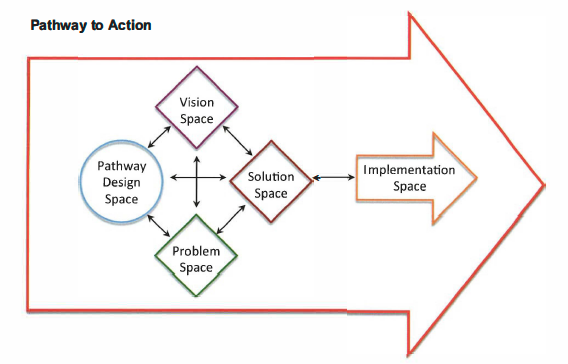 Pathway to Action
Vision
Space
Pathway
Design
Space
Solution
Space
Implementation
Space
Problem
Space